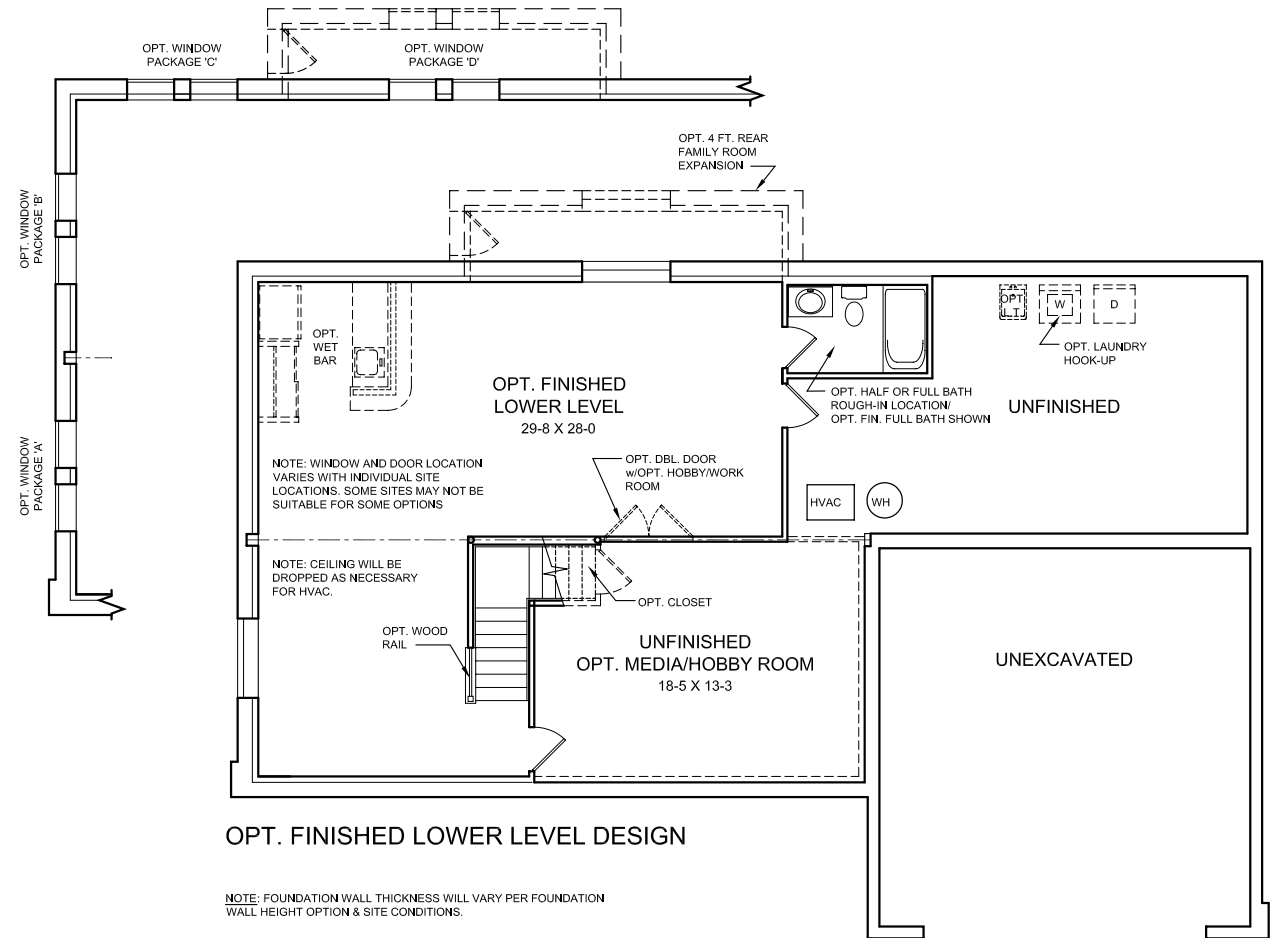 OPT. WINDOW
PACKAGE 'C'
OPT. WINDOW
PACKAGE 'D'
OPT. WINDOW
PACKAGE 'B'
OPT. WINDOW
PACKAGE 'A'
OPT. 4 FT. REAR
FAMILY ROOM
EXPANSION
OPT.
WET
BAR
OPT. FINISHED
LOWER LEVEL
29-8 X 28-0
OPT
L.T.
W
D
OPT. LAUNDRY
HOOK-UP
OPT. HALF OR FULL BATH
ROUGH-IN LOCATION/
OPT. FIN. FULL BATH SHOWN
UNFINISHED
NOTE: WINDOW AND DOOR LOCATION
VARIES WITH INDIVIDUAL SITE
LOCATIONS. SOME SITES MAY NOT BE
SUITABLE FOR SOME OPTIONS
OPT. DBL. DOOR
w/OPT. HOBBY/WORK
ROOM
HVAC
WH
NOTE: CEILING WILL BE
DROPPED AS NECESSARY
FOR HVAC.
OPT. CLOSET
OPT. WOOD
RAIL
UNFINISHED
OPT. MEDIA/HOBBY ROOM
18-5 X 13-3
UNEXCAVATED
OPT. FINISHED LOWER LEVEL DESIGN
NOTE: FOUNDATION WALL THICKNESS WILL VARY PER FOUNDATION
WALL HEIGHT OPTION & SITE CONDITIONS.